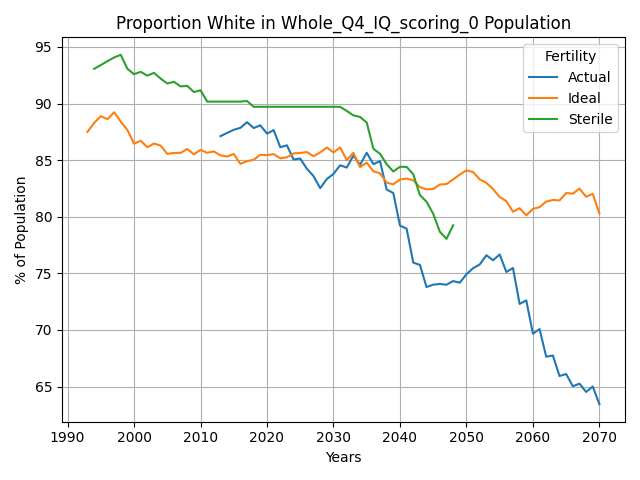 Proportion White in Whole_Q4_IQ_scoring_0 Population
% of Population
95
90
85
80
75
70
65
Fertility
Actual
Ideal
Sterile
1990 2000 2010 2020 2030 2040 2050 2060 2070
Years